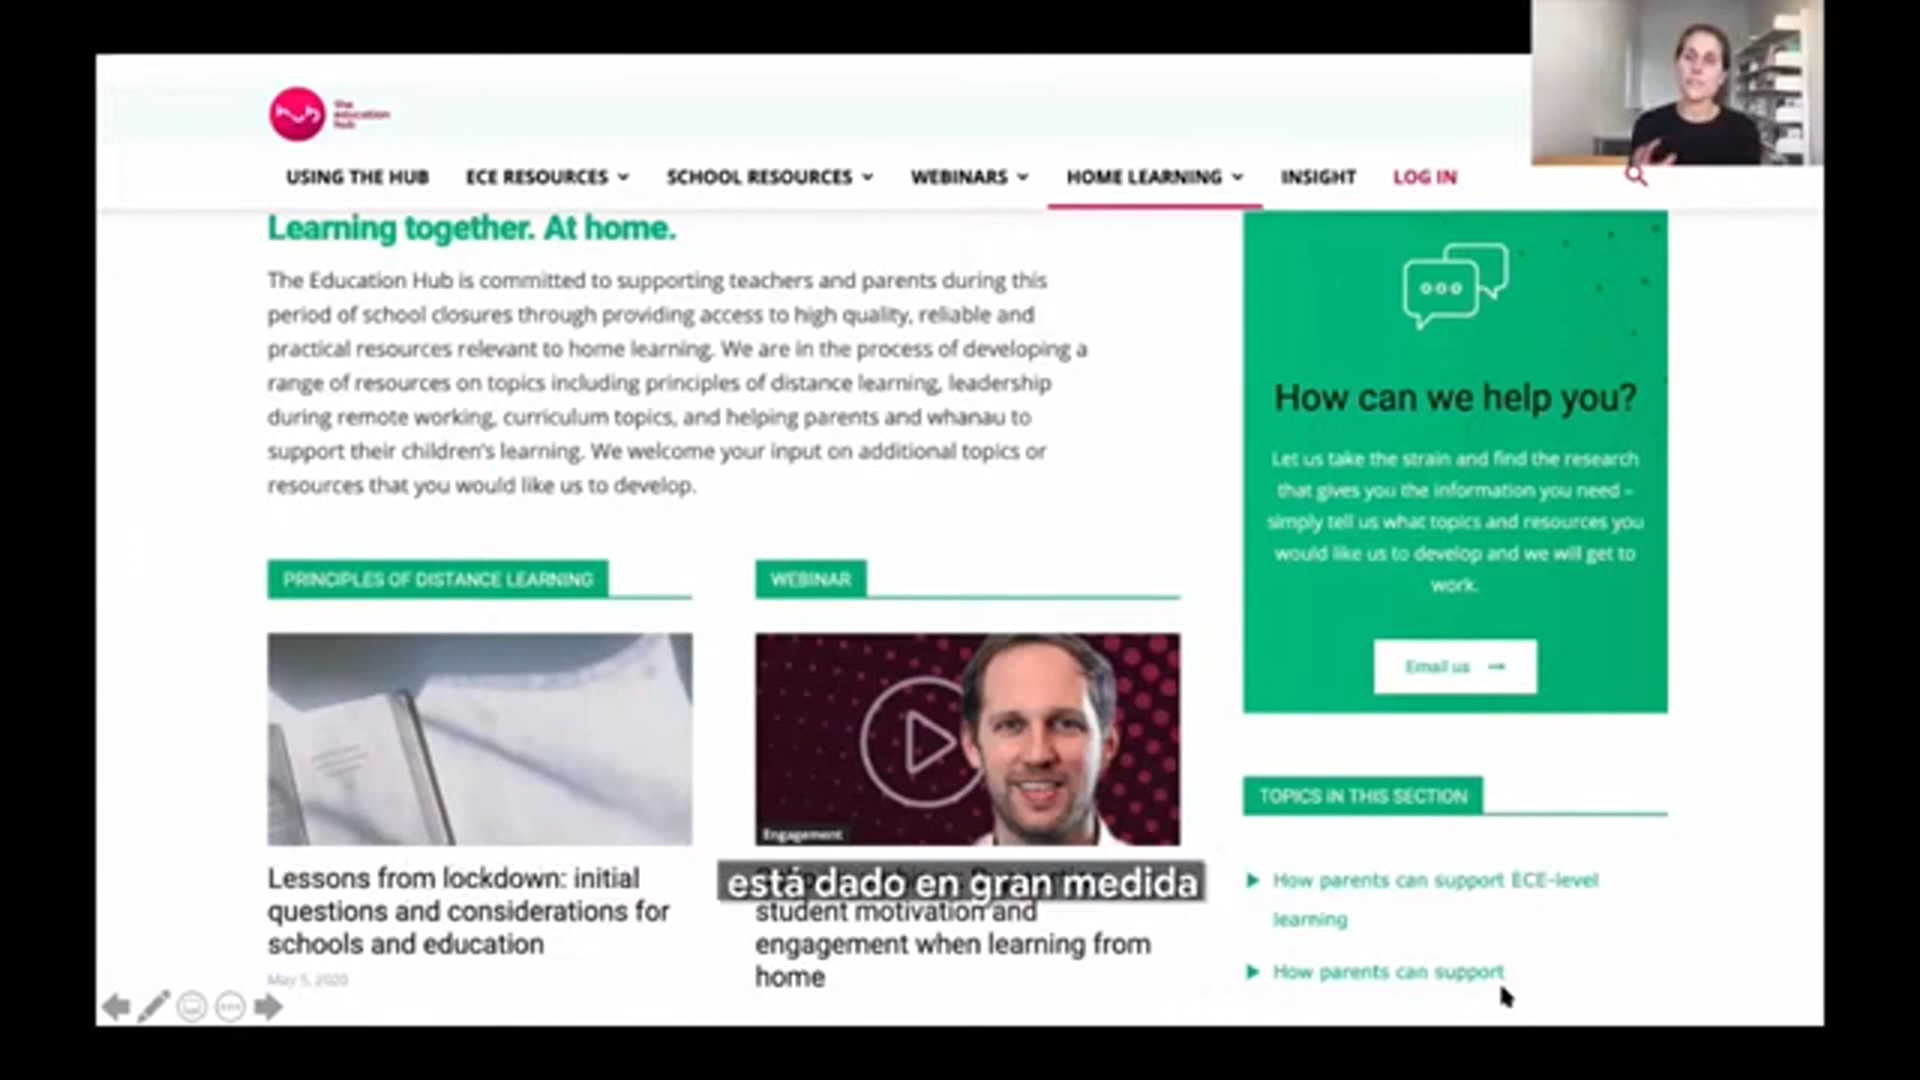 hub
the
education
hub
USING THE HUB
ECE RESOURCES
SCHOOL RESOURCES
WEBINARS
HOME LEARNING
INSIGHT
LOG IN
Learning together. At home.
The Education Hub is committed to supporting teachers and parents during this
period of school closures through providing access to high quality, reliable and
practical resources relevant to home learning. We are in the process of developing a
range of resources on topics including principles of distance learning, leadership
during remote working, curriculum topics, and helping parents and whanau to
support their children's learning. We welcome your input on additional topics or
resources that you would like us to develop.
PRINCIPLES OF DISTANCE LEARNING
Lessons from lockdown: initial
questions and considerations for
schools and education
May 5, 2020
WEBINAR
Engagement
está dado en gran medida
student motivation and
engagement when learning from
home
How can we help you?
Let us take the strain and find the research
that gives you the information you need –
simply tell us what topics and resources you
would like us to develop and we will get to
work.
Email us
TOPICS IN THIS SECTION
How parents can support ECE-level
learning
How parents can support